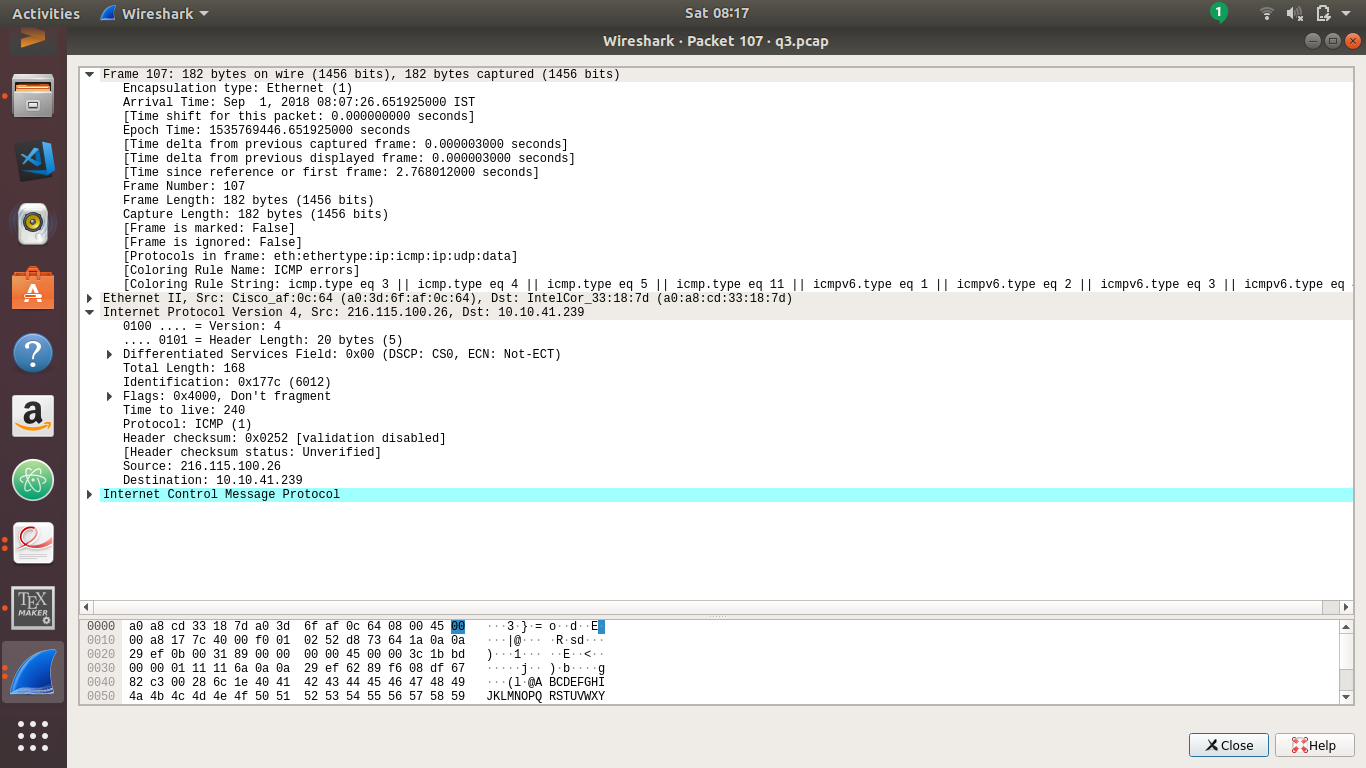 Activities
Wireshark
Sat 08:17
1
Wireshark · Packet 107 · q3.pcap
Frame 107: 182 bytes on wire (1456 bits), 182 bytes captured (1456 bits)
Encapsulation type: Ethernet (1)
Arrival Time: Sep  1, 2018 08:07:26.651925000 IST
[Time shift for this packet: 0.000000000 seconds]
Epoch Time: 1535769446.651925000 seconds
[Time delta from previous captured frame: 0.000003000 seconds]
[Time delta from previous displayed frame: 0.000003000 seconds]
[Time since reference or first frame: 2.768012000 seconds]
Frame Number: 107
Frame Length: 182 bytes (1456 bits)
Capture Length: 182 bytes (1456 bits)
[Frame is marked: False]
[Frame is ignored: False]
[Protocols in frame: eth:ethertype:ip:icmp:ip:udp:data]
[Coloring Rule Name: ICMP errors]
[Coloring Rule String: icmp.type eq 3 || icmp.type eq 4 || icmp.type eq 5 || icmp.type eq 11 || icmpv6.type eq 1 || icmpv6.type eq 2 || icmpv6.type eq 3 || icmpv6.type eq
Ethernet II, Src: Cisco_af:0c:64 (a0:3d:6f:af:0c:64), Dst: IntelCor_33:18:7d (a0:a8:cd:33:18:7d)
Internet Protocol Version 4, Src: 216.115.100.26, Dst: 10.10.41.239
0100 .... = Version: 4
.... 0101 = Header Length: 20 bytes (5)
Differentiated Services Field: 0x00 (DSCP: CS0, ECN: Not-ECT)
Total Length: 168
Identification: 0x177c (6012)
Flags: 0x4000, Don't fragment
Time to live: 240
Protocol: ICMP (1)
Header checksum: 0x0252 [validation disabled]
[Header checksum status: Unverified]
Source: 216.115.100.26
Destination: 10.10.41.239
Internet Control Message Protocol
0000 a0 a8 cd 33 18 7d a0 3d  6f af 0c 64 08 00 45 00 ···3·}·= o··d··E·
0010 00 a8 17 7c 40 00 f0 01  02 52 d8 73 64 1a 0a 0a ···|@··· ·R·sd···
0020 29 ef 0b 00 31 89 00 00  00 00 45 00 00 3c 1b bd )···1··· ··E··<··
0030 00 00 01 11 11 6a 0a 0a  29 ef 62 89 f6 08 df 67 ·····j·· )·b····g
0040 82 c3 00 28 6c 1e 40 41  42 43 44 45 46 47 48 49 ···(l·@A BCDEFGHI
0050 4a 4b 4c 4d 4e 4f 50 51  52 53 54 55 56 57 58 59 JKLMNOPQ RSTUVWXY
Close
Help
TEX
MAKER